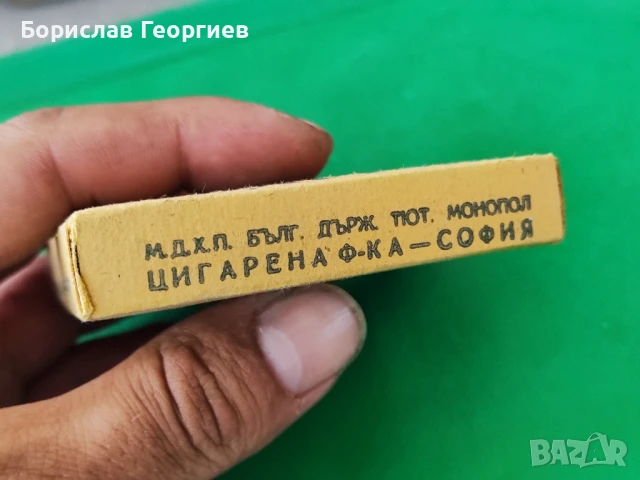 Борислав Георгиев
М.Д.Х.П. БЪЛГ. ДЪРЖ. ТЮТ. МОНОПОЛ
ЦИГАРЕНА Ф-КА — СОФИЯ
BAZAR